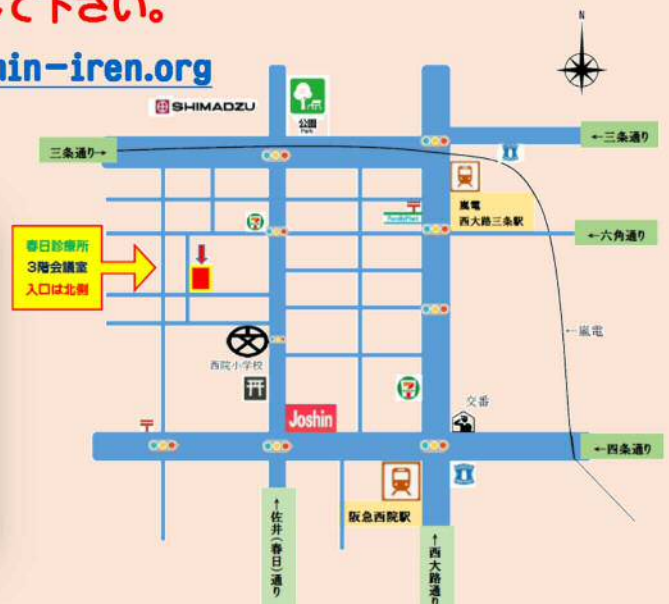 て下さい。
min-iren.org
N
SHIMADZU
公園
Park
三条通り→
←三条通り
嵐電
西大路三条駅
FamilyMart
←六角通り
春日診療所
3階会議室
入口は北側
←嵐電
西院小学校
Joshin
交番
←四条通り
阪急西院駅
↑佐井(春日)通り
↑西大路通り